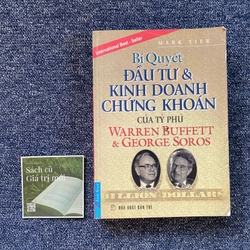 International Best - Seller
MARK TIER
Bí Quyết
ĐẦU TƯ &
KINH DOANH
CHỨNG KHOÁN
CỦA TỶ PHÚ
WARREN BUFFETT
& GEORGE SOROS
BILLION DOLLARS
NHÀ XUẤT BẢN TRẺ
Sách cũ
Giá trị mới